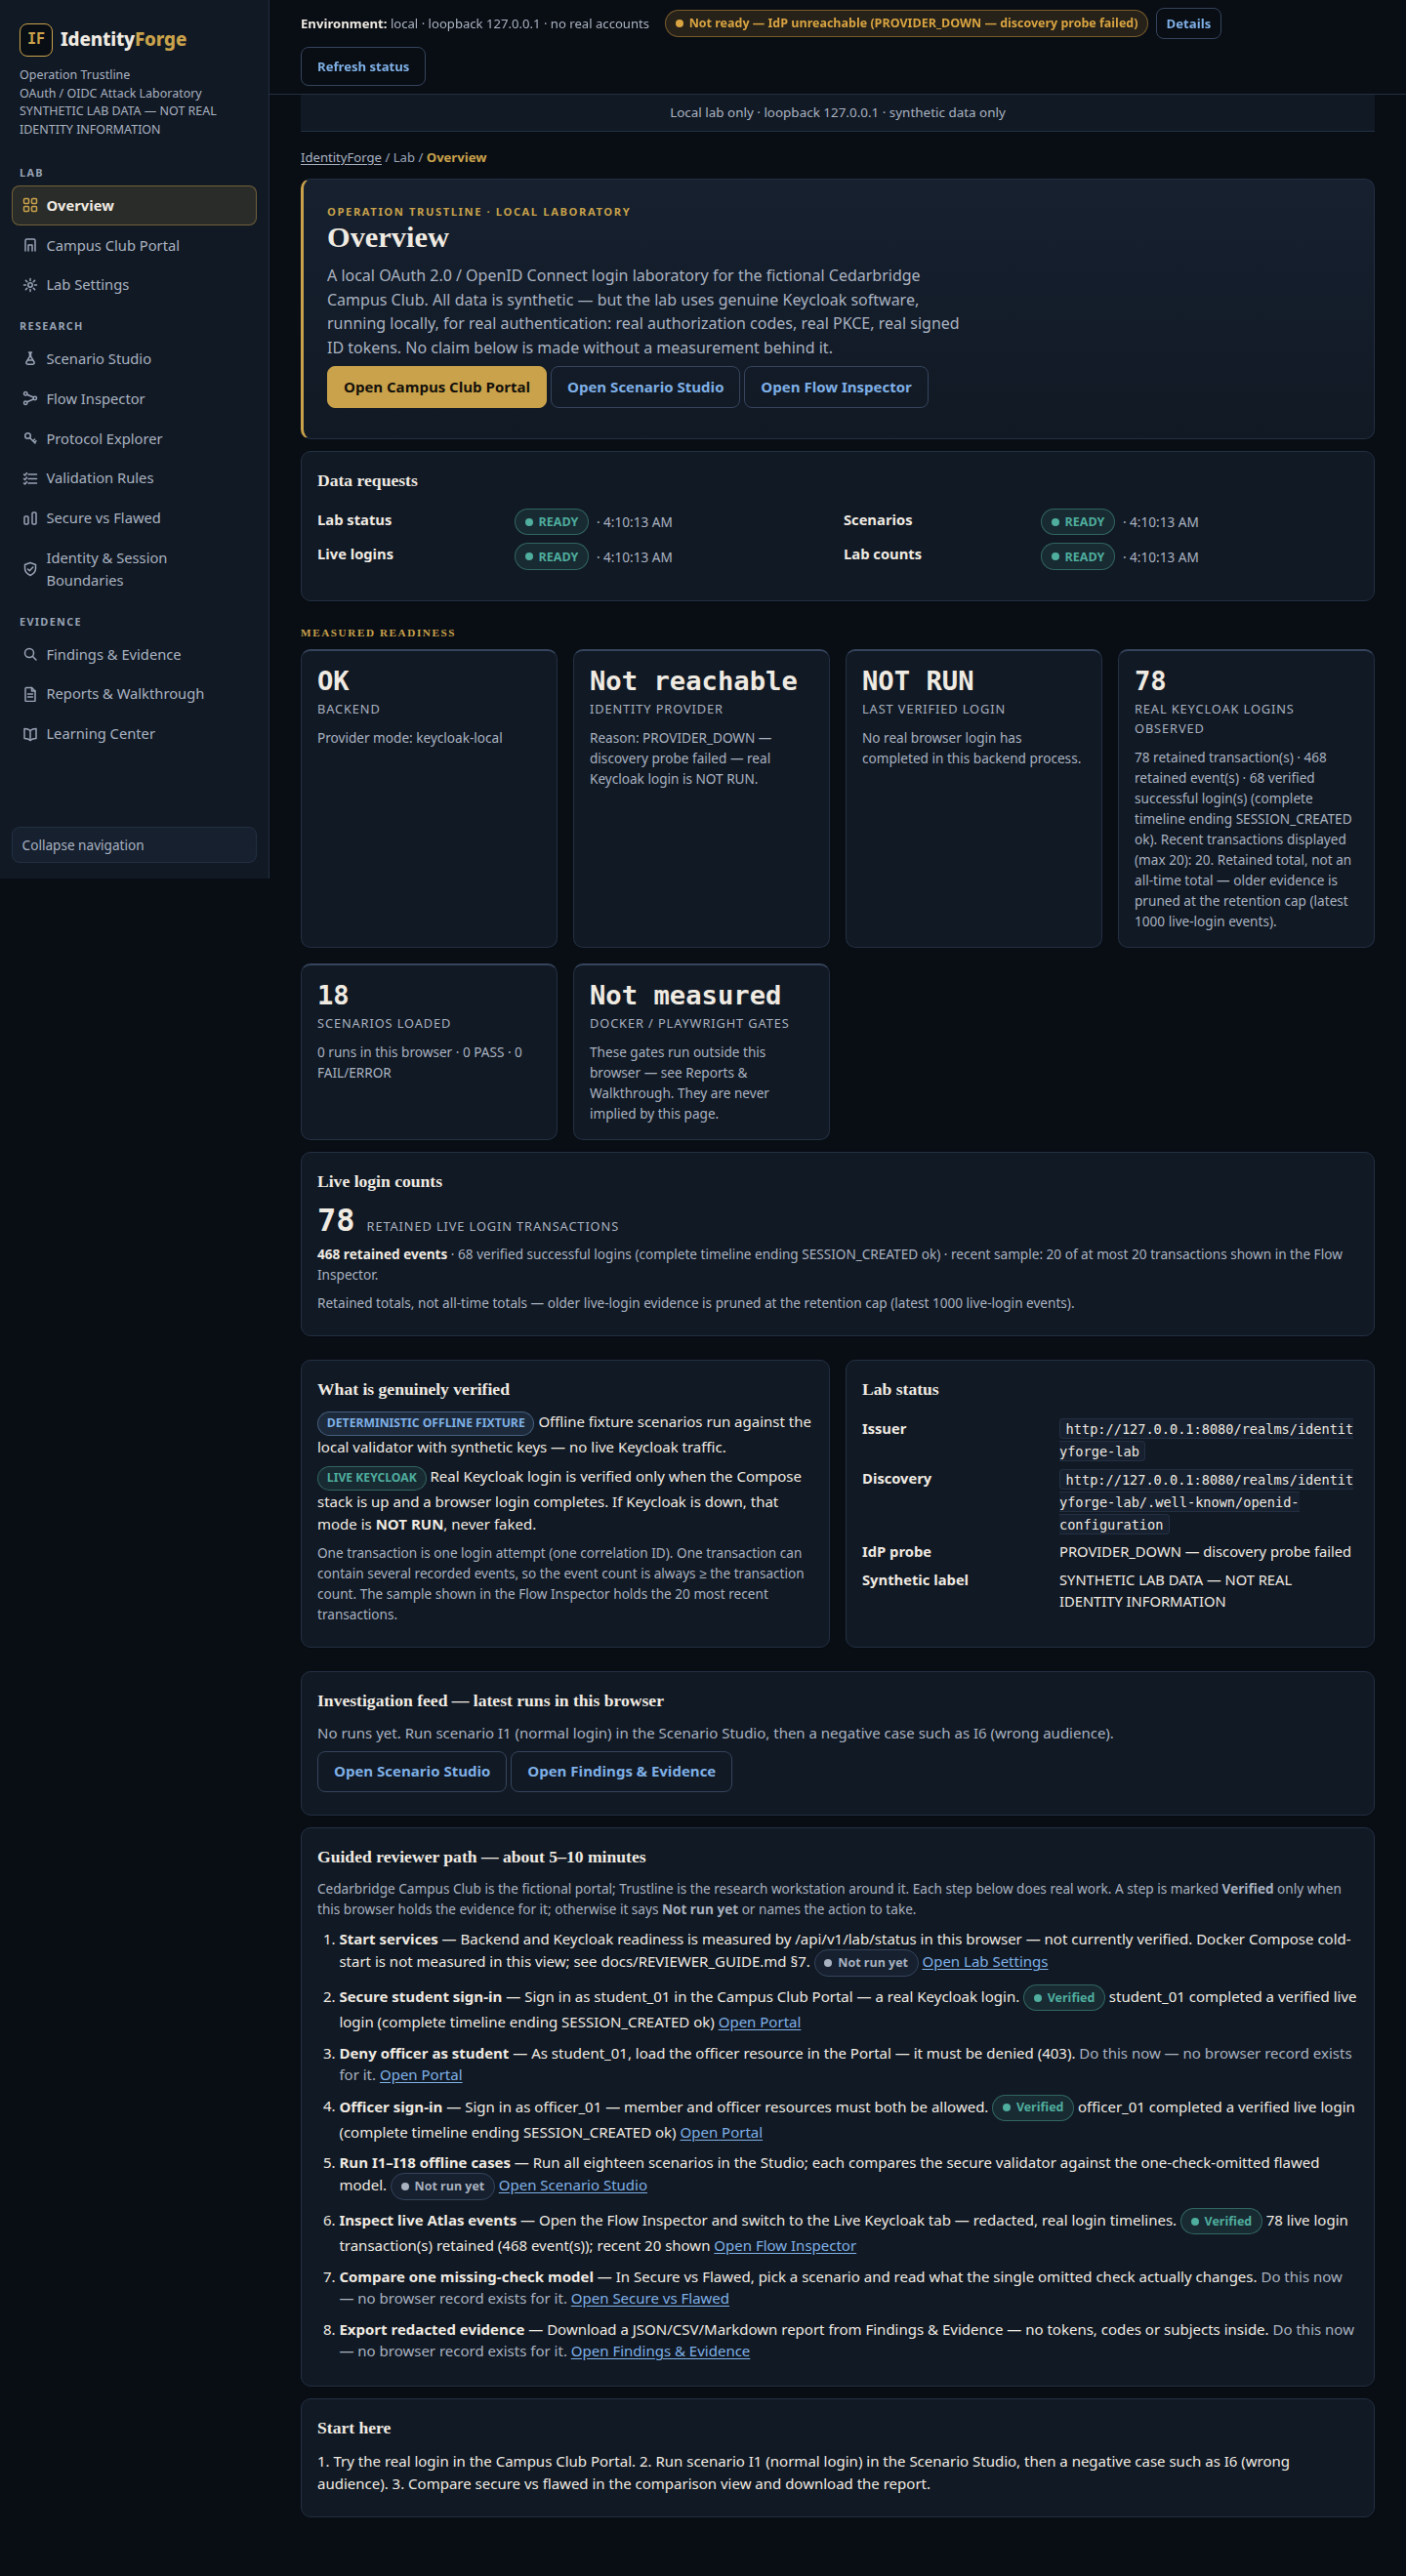 IF IdentityForge
Operation Trustline
OAuth / OIDC Attack Laboratory
SYNTHETIC LAB DATA — NOT REAL
IDENTITY INFORMATION
LAB
Overview
Campus Club Portal
Lab Settings
RESEARCH
Scenario Studio
Flow Inspector
Protocol Explorer
Validation Rules
Secure vs Flawed
Identity & Session
Boundaries
EVIDENCE
Findings & Evidence
Reports & Walkthrough
Learning Center
Collapse navigation
Environment: local · loopback 127.0.0.1 · no real accounts Not ready — IdP unreachable (PROVIDER_DOWN — discovery probe failed) Details
Refresh status
Local lab only · loopback 127.0.0.1 · synthetic data only
IdentityForge / Lab / Overview
OPERATION TRUSTLINE · LOCAL LABORATORY
Overview
A local OAuth 2.0 / OpenID Connect login laboratory for the fictional Cedarbridge
Campus Club. All data is synthetic — but the lab uses genuine Keycloak software,
running locally, for real authentication: real authorization codes, real PKCE, real signed
ID tokens. No claim below is made without a measurement behind it.
Open Campus Club Portal Open Scenario Studio Open Flow Inspector
Data requests
Lab status READY · 4:10:13 AM Scenarios READY · 4:10:13 AM
Live logins READY · 4:10:13 AM Lab counts READY · 4:10:13 AM
MEASURED READINESS
OK
BACKEND
Provider mode: keycloak-local
Not reachable
IDENTITY PROVIDER
Reason: PROVIDER_DOWN —
discovery probe failed — real
Keycloak login is NOT RUN.
NOT RUN
LAST VERIFIED LOGIN
No real browser login has
completed in this backend process.
78
REAL KEYCLOAK LOGINS
OBSERVED
78 retained transaction(s) · 468
retained event(s) · 68 verified
successful login(s) (complete
timeline ending SESSION_CREATED
ok). Recent transactions displayed
(max 20): 20. Retained total, not an
all-time total — older evidence is
pruned at the retention cap (latest
1000 live-login events).
18
SCENARIOS LOADED
0 runs in this browser · 0 PASS · 0
FAIL/ERROR
Not measured
DOCKER / PLAYWRIGHT GATES
These gates run outside this
browser — see Reports &
Walkthrough. They are never
implied by this page.
Live login counts
78 RETAINED LIVE LOGIN TRANSACTIONS
468 retained events · 68 verified successful logins (complete timeline ending SESSION_CREATED ok) · recent sample: 20 of at most 20 transactions shown in the Flow
Inspector.
Retained totals, not all-time totals — older live-login evidence is pruned at the retention cap (latest 1000 live-login events).
What is genuinely verified
DETERMINISTIC OFFLINE FIXTURE Offline fixture scenarios run against the
local validator with synthetic keys — no live Keycloak traffic.
LIVE KEYCLOAK Real Keycloak login is verified only when the Compose
stack is up and a browser login completes. If Keycloak is down, that
mode is NOT RUN, never faked.
One transaction is one login attempt (one correlation ID). One transaction can
contain several recorded events, so the event count is always ≥ the transaction
count. The sample shown in the Flow Inspector holds the 20 most recent
transactions.
Lab status
Issuer http://127.0.0.1:8080/realms/identit
yforge-lab
Discovery http://127.0.0.1:8080/realms/identit
yforge-lab/.well-known/openid-
configuration
IdP probe PROVIDER_DOWN — discovery probe failed
Synthetic label SYNTHETIC LAB DATA — NOT REAL
IDENTITY INFORMATION
Investigation feed — latest runs in this browser
No runs yet. Run scenario I1 (normal login) in the Scenario Studio, then a negative case such as I6 (wrong audience).
Open Scenario Studio Open Findings & Evidence
Guided reviewer path — about 5–10 minutes
Cedarbridge Campus Club is the fictional portal; Trustline is the research workstation around it. Each step below does real work. A step is marked Verified only when
this browser holds the evidence for it; otherwise it says Not run yet or names the action to take.
1. Start services — Backend and Keycloak readiness is measured by /api/v1/lab/status in this browser — not currently verified. Docker Compose cold-
start is not measured in this view; see docs/REVIEWER_GUIDE.md §7. Not run yet Open Lab Settings
2. Secure student sign-in — Sign in as student_01 in the Campus Club Portal — a real Keycloak login. Verified student_01 completed a verified live
login (complete timeline ending SESSION_CREATED ok) Open Portal
3. Deny officer as student — As student_01, load the officer resource in the Portal — it must be denied (403). Do this now — no browser record exists
for it. Open Portal
4. Officer sign-in — Sign in as officer_01 — member and officer resources must both be allowed. Verified officer_01 completed a verified live login
(complete timeline ending SESSION_CREATED ok) Open Portal
5. Run I1–I18 offline cases — Run all eighteen scenarios in the Studio; each compares the secure validator against the one-check-omitted flawed
model. Not run yet Open Scenario Studio
6. Inspect live Atlas events — Open the Flow Inspector and switch to the Live Keycloak tab — redacted, real login timelines. Verified 78 live login
transaction(s) retained (468 event(s)); recent 20 shown Open Flow Inspector
7. Compare one missing-check model — In Secure vs Flawed, pick a scenario and read what the single omitted check actually changes. Do this now
— no browser record exists for it. Open Secure vs Flawed
8. Export redacted evidence — Download a JSON/CSV/Markdown report from Findings & Evidence — no tokens, codes or subjects inside. Do this now
— no browser record exists for it. Open Findings & Evidence
Start here
1. Try the real login in the Campus Club Portal. 2. Run scenario I1 (normal login) in the Scenario Studio, then a negative case such as I6 (wrong
audience). 3. Compare secure vs flawed in the comparison view and download the report.